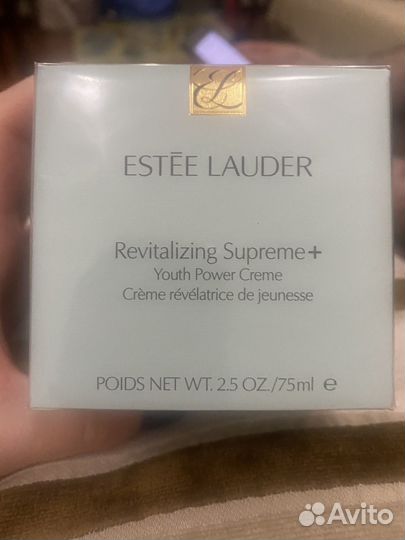 EL
ESTĒE LAUDER
Revitalizing Supreme+
Youth Power Creme
Crème révélatrice de jeunesse
POIDS NET WT. 2.5 OZ./75ml ℮
Avito